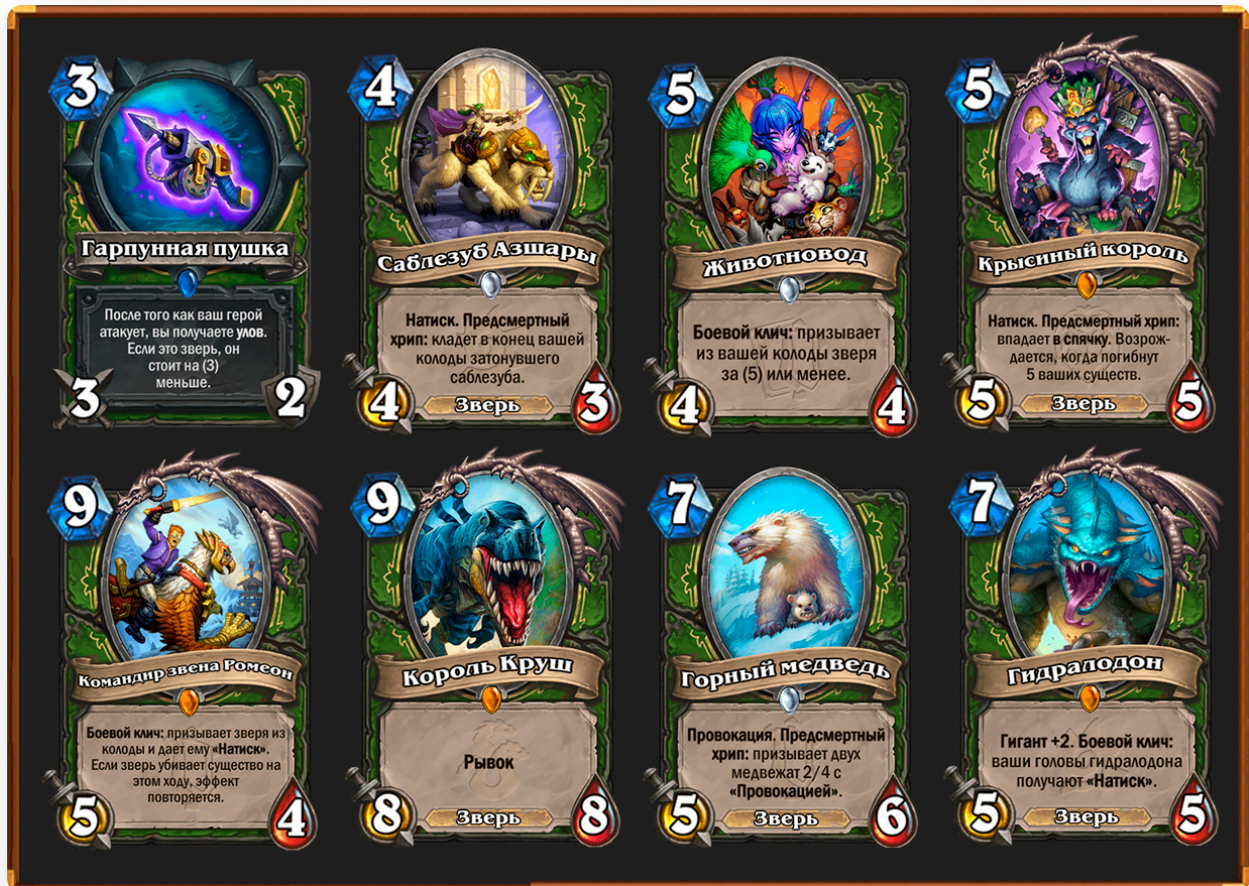 3
Гарпунная пушка
После того как ваш герой
атакует, вы получаете улов.
Если это зверь, он
стоит на (3)
меньше.
3
2
4
Саблезуб Азшары
Натиск. Предсмертный
хрип: кладет в конец вашей
колоды затонувшего
саблезуба.
4
Зверь
3
5
Животновод
Боевой клич: призывает
из вашей колоды зверя
за (5) или менее.
4
4
5
Крысиный король
Натиск. Предсмертный хрип:
впадает в спячку. Возрож-
дается, когда погибнут
5 ваших существ.
5
Зверь
5
9
Командир звена Ромеон
Боевой клич: призывает зверя из
колоды и дает ему «Натиск».
Если зверь убивает существо на
этом ходу, эффект
повторяется.
5
4
9
Король Круш
Рывок
8
Зверь
8
7
Горный медведь
Провокация. Предсмертный
хрип: призывает двух
медвежат 2/4 с
«Провокацией».
5
Зверь
6
7
Гидралодон
Гигант +2. Боевой клич:
ваши головы гидралодона
получают «Натиск».
5
Зверь
5